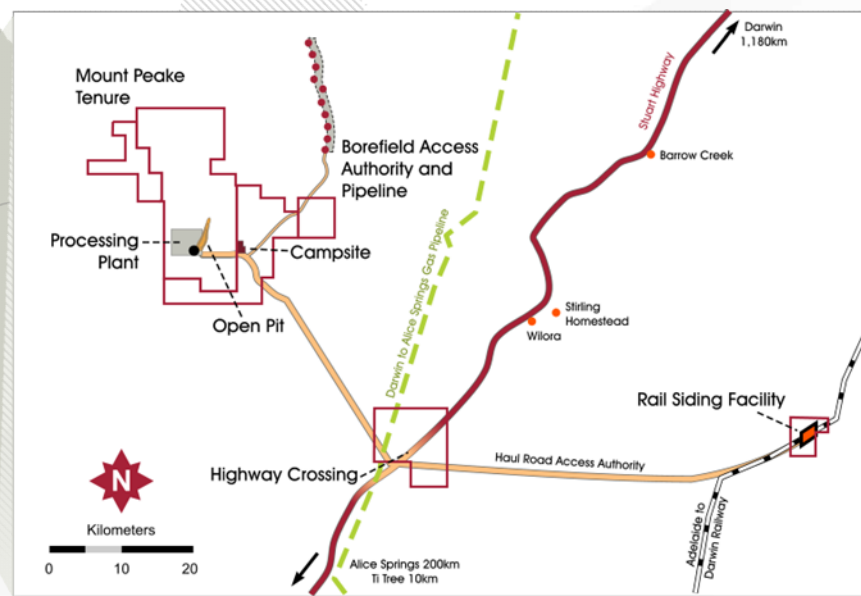 Darwin
1,180km
Mount Peake
Tenure
Stuart Highway
Borefield Access
Authority and
Pipeline
Barrow Creek
Processing
Plant
Campsite
Open Pit
Darwin to Alice Springs Gas Pipeline
Stirling
Homestead
Wilora
Rail Siding Facility
Highway Crossing
Haul Road Access Authority
N
Kilometers
0 10 20
Adelaide to
Darwin Railway
Alice Springs 200km
Ti Tree 10km